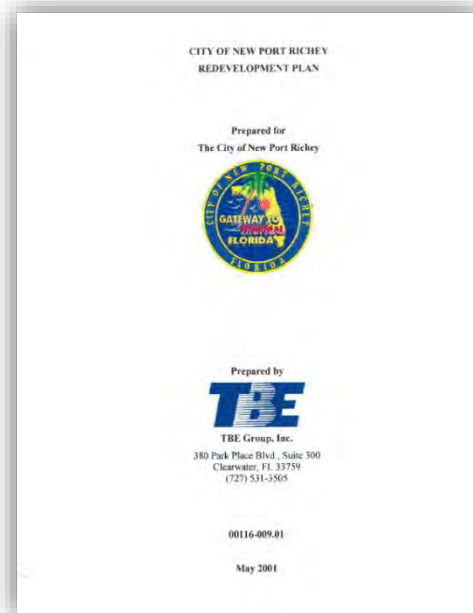 CITY OF NEW PORT RICHEY
REDEVELOPMENT PLAN
Prepared for
The City of New Port Richey
CITY OF NEW PORT RICHEY
GATEWAY TO
TROPICAL
FLORIDA
FLORIDA
Prepared by
TBE
TBE Group, Inc.
380 Park Place Blvd., Suite 300
Clearwater, FL 33759
(727) 531-3505
00116-009.01
May 2001